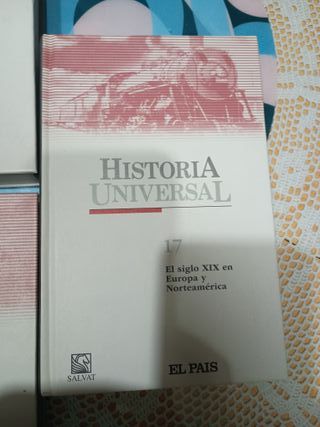 HISTORIA
UNIVERSAL
17
El siglo XIX en
Europa y
Norteamérica
SALVAT
EL PAIS